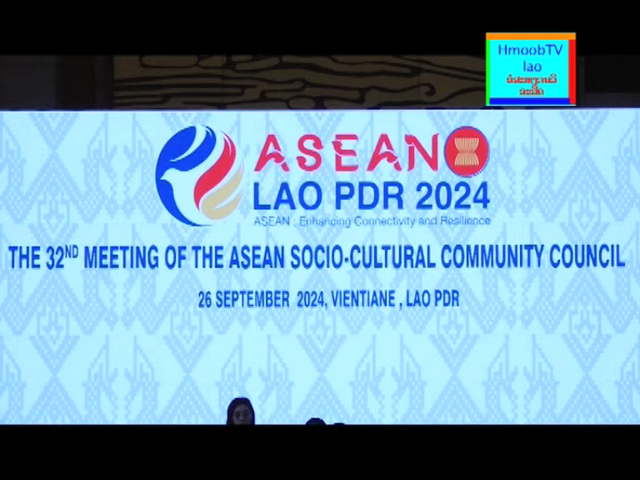 HmoobTV
lao
ASEAN
LAO PDR 2024
ASEAN : Enhancing Connectivity and Resilience
THE 32ND MEETING OF THE ASEAN SOCIO-CULTURAL COMMUNITY COUNCIL
26 SEPTEMBER 2024, VIENTIANE , LAO PDR